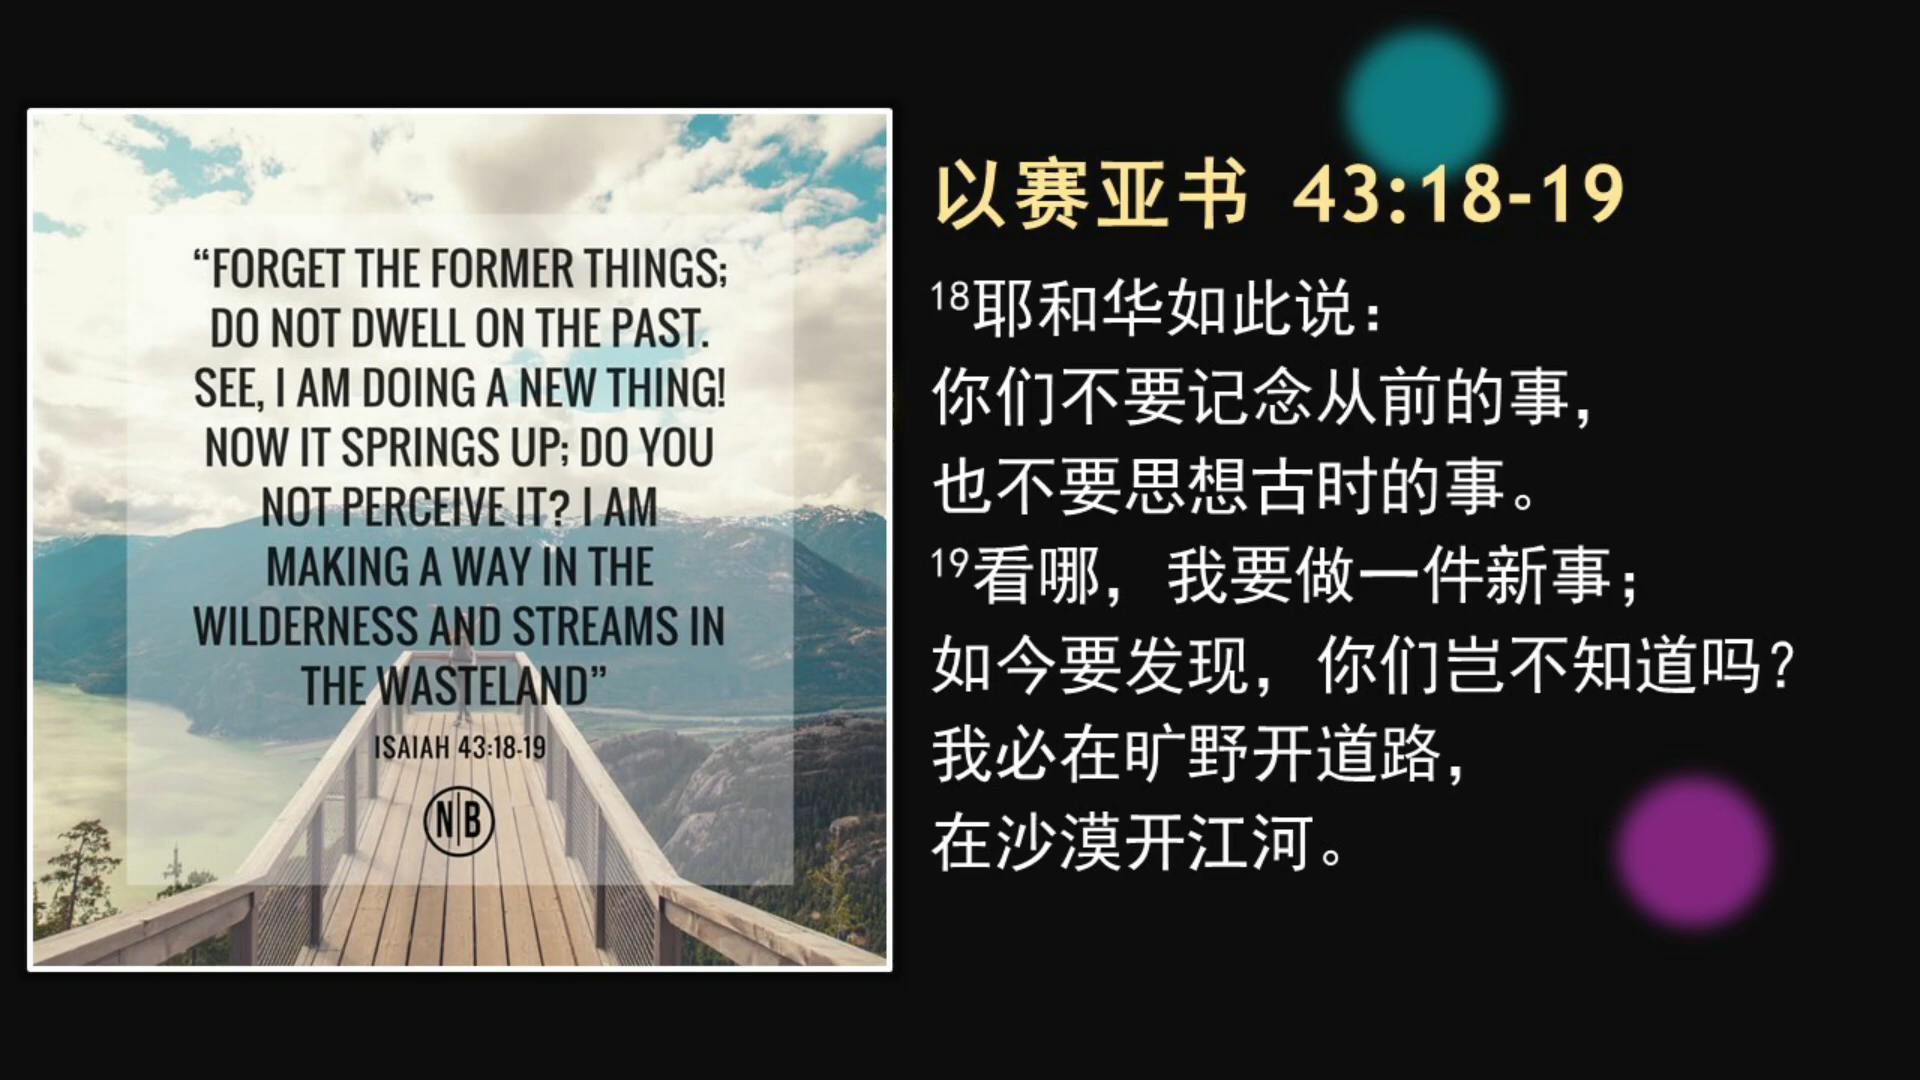 “FORGET THE FORMER THINGS;
DO NOT DWELL ON THE PAST.
SEE, I AM DOING A NEW THING!
NOW IT SPRINGS UP; DO YOU
NOT PERCEIVE IT? I AM
MAKING A WAY IN THE
WILDERNESS AND STREAMS IN
THE WASTELAND”
ISAIAH 43:18-19
N|B
以赛亚书 43:18-19
¹⁸耶和华如此说：
你们不要记念从前的事，
也不要思想古时的事。
¹⁹看哪，我要做一件新事；
如今要发现，你们岂不知道吗？
我必在旷野开道路，
在沙漠开江河。